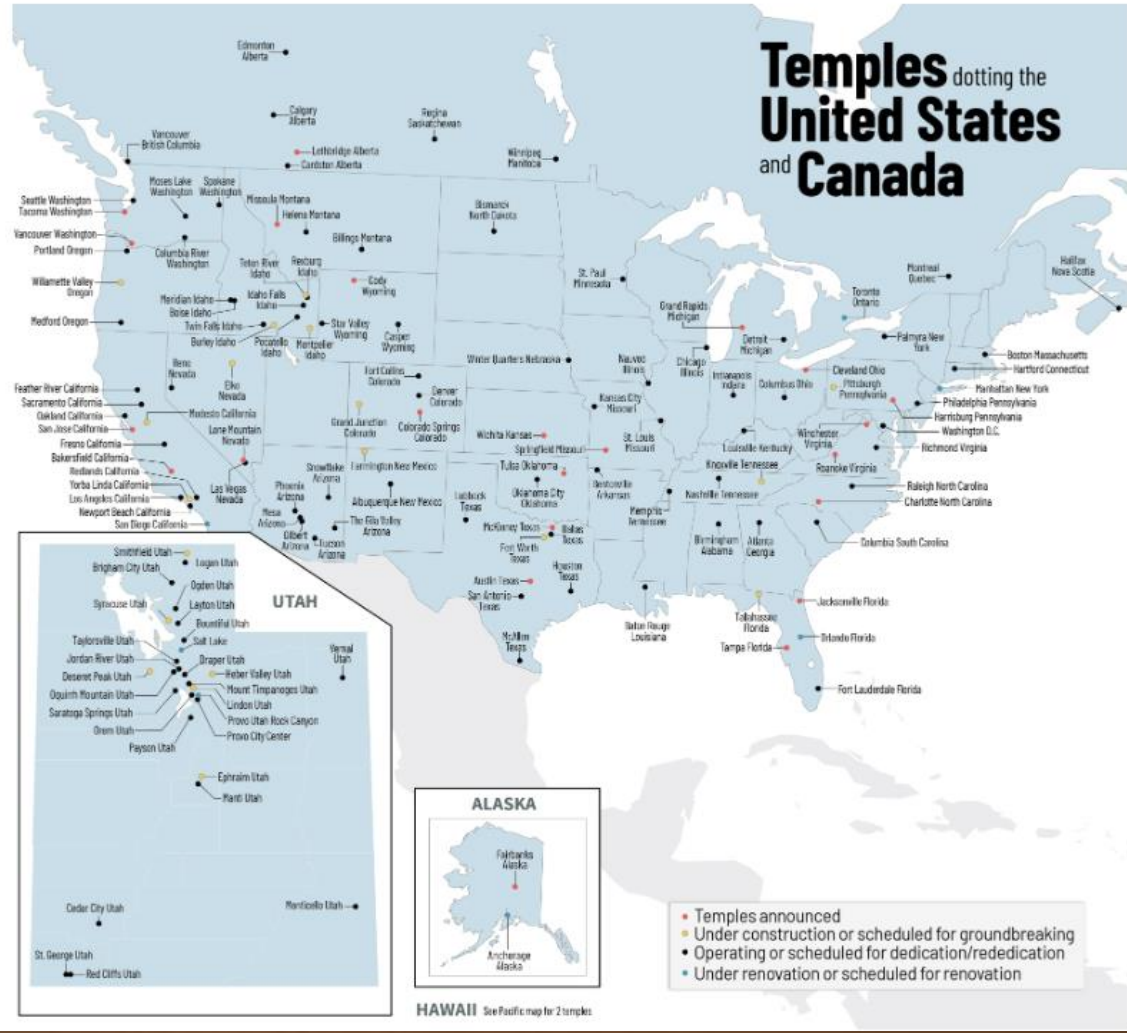 Temples dotting the
United States
and Canada
Edmonton
Alberta
Calgary
Alberta
Regina
Saskatchewan
Vancouver
British Columbia
Lethbridge Alberta
Cardston Alberta
Winnipeg
Manitoba
Moses Lake
Washington
Spokane
Washington
Seattle Washington
Tacoma Washington
Missoula Montana
Helena Montana
Bismarck
North Dakota
Vancouver Washington
Portland Oregon
Columbia River
Washington
Billings Montana
Teton River
Idaho
Rexburg
Idaho
Willamette Valley
Oregon
Idaho Falls
Idaho
Cody
Wyoming
St. Paul
Minnesota
Montreal
Quebec
Halifax
Nova Scotia
Toronto
Ontario
Meridian Idaho
Boise Idaho
Grand Rapids
Michigan
Medford Oregon
Twin Falls Idaho
Burley Idaho
Pocatello
Idaho
Montpelier
Idaho
Star Valley
Wyoming
Casper
Wyoming
Detroit
Michigan
Palmyra New
York
Reno
Nevada
Elko
Nevada
Fort Collins
Colorado
Winter Quarters Nebraska
Nauvoo
Illinois
Chicago
Illinois
Indianapolis
Indiana
Columbus Ohio
Cleveland Ohio
Pittsburgh
Pennsylvania
Boston Massachusetts
Hartford Connecticut
Manhattan New York
Philadelphia Pennsylvania
Harrisburg Pennsylvania
Washington D.C.
Richmond Virginia
Feather River California
Sacramento California
Oakland California
San Jose California
Modesto California
Fresno California
Bakersfield California
Redlands California
Yorba Linda California
Los Angeles California
Newport Beach California
San Diego California
Lone Mountain
Nevada
Las Vegas
Nevada
Grand Junction
Colorado
Denver
Colorado
Colorado Springs
Colorado
Kansas City
Missouri
St. Louis
Missouri
Wichita Kansas
Springfield Missouri
Louisville Kentucky
Winchester
Virginia
Roanoke Virginia
Snowflake
Arizona
Farmington New Mexico
Tulsa Oklahoma
Knoxville Tennessee
Phoenix
Arizona
Albuquerque New Mexico
Oklahoma City
Oklahoma
Bentonville
Arkansas
Nashville Tennessee
Raleigh North Carolina
Charlotte North Carolina
Mesa
Arizona
Gilbert
Arizona
Tucson
Arizona
The Gila Valley
Arizona
Lubbock
Texas
Memphis
Tennessee
McKinney Texas
Dallas
Texas
Fort Worth
Texas
Birmingham
Alabama
Atlanta
Georgia
Columbia South Carolina
Houston
Texas
Austin Texas
San Antonio
Texas
McAllen
Texas
Baton Rouge
Louisiana
Tallahassee
Florida
Jacksonville Florida
Orlando Florida
Tampa Florida
Fort Lauderdale Florida
UTAH
Smithfield Utah
Logan Utah
Brigham City Utah
Ogden Utah
Syracuse Utah
Layton Utah
Bountiful Utah
Taylorsville Utah
Salt Lake
Jordan River Utah
Draper Utah
Vernal
Utah
Deseret Peak Utah
Heber Valley Utah
Oquirrh Mountain Utah
Mount Timpanogos Utah
Lindon Utah
Saratoga Springs Utah
Provo Utah Rock Canyon
Orem Utah
Provo City Center
Payson Utah
Ephraim Utah
Manti Utah
Cedar City Utah
Monticello Utah
St. George Utah
Red Cliffs Utah
ALASKA
Fairbanks
Alaska
Anchorage
Alaska
HAWAII See Pacific map for 2 temples
Temples announced
Under construction or scheduled for groundbreaking
Operating or scheduled for dedication/rededication
Under renovation or scheduled for renovation